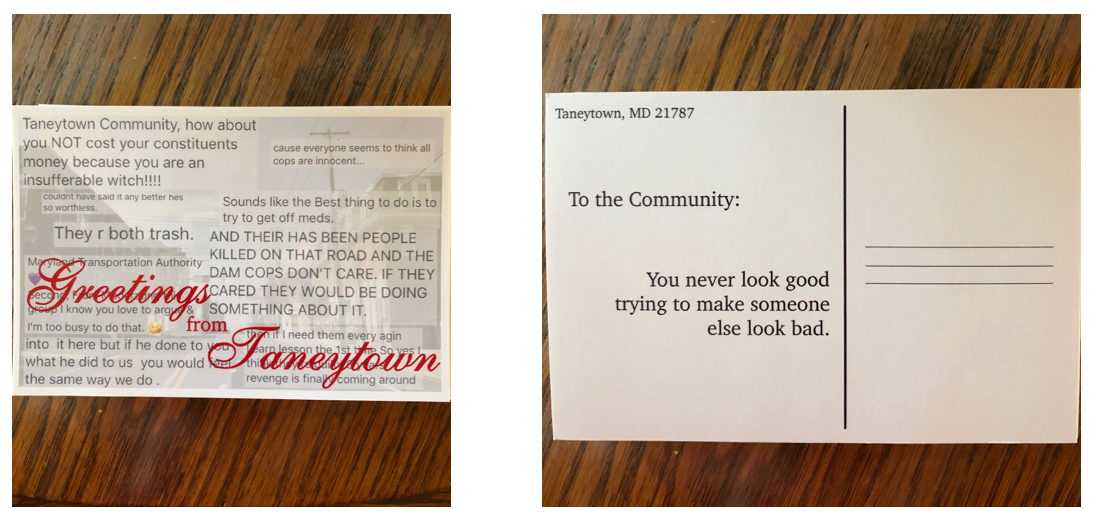 Taneytown Community, how about
you NOT cost your constituents
money because you are an
insufferable witch!!!!
cause everyone seems to think all
cops are innocent...
couldnt have said it any better hes
so worthless.
Sounds like the Best thing to do is to
try to get off meds.
They r both trash.
AND THEIR HAS BEEN PEOPLE
KILLED ON THAT ROAD AND THE
DAM COPS DON'T CARE. IF THEY
CARED THEY WOULD BE DOING
SOMETHING ABOUT IT.
Maryland Transportation Authority
💜
Second,
group I know you love to argue &
I'm too busy to do that. 😘
into it here but if he done to you
what he did to us you would feel
the same way we do .
then if I need them every agin
learn lesson the 1st time So yes I
revenge is finally coming around
Greetings
from
Taneytown
Taneytown, MD 21787
To the Community:
You never look good
trying to make someone
else look bad.